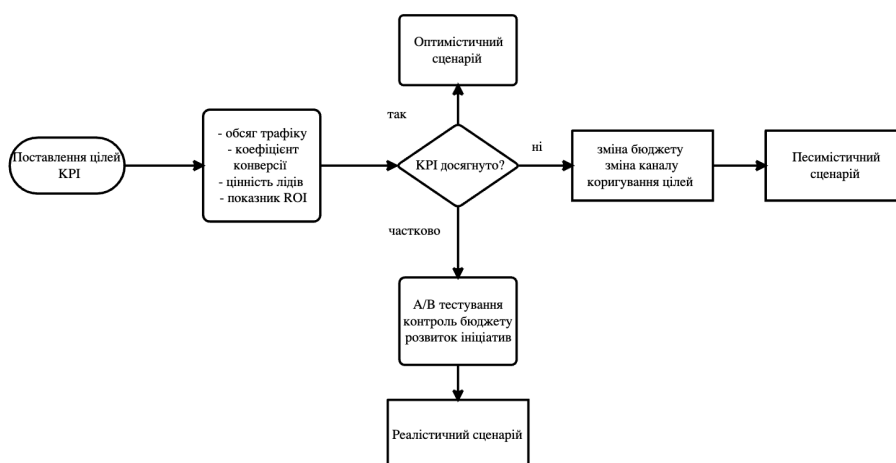 Оптимістичний
сценарій
так
Поставлення цілей
KPI
- обсяг трафіку
- коефіцієнт
конверсії
- цінність лідів
- показник ROI
KPI досягнуто?
ні
зміна бюджету
зміна каналу
коригування цілей
Песимістичний
сценарій
частково
A/B тестування
контроль бюджету
розвиток ініціатив
Реалістичний сценарій